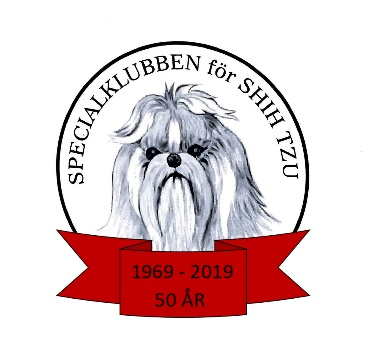 SPECIALKLUBBEN för SHIH TZU
1969 - 2019
50 ÅR